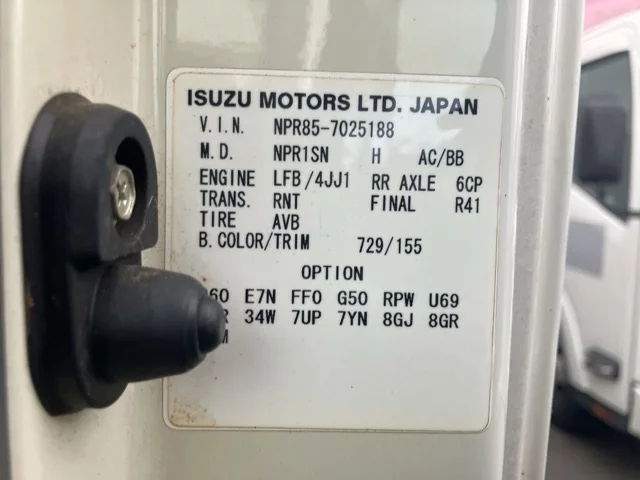 ISUZU MOTORS LTD. JAPAN
V.I.N. NPR85-7025188
M.D. NPR1SN H AC/BB
ENGINE LFB/4JJ1 RR AXLE 6CP
TRANS. RNT FINAL R41
TIRE AVB
B.COLOR/TRIM 729/155
OPTION
E7N FF0 G50 RPW U69
34W 7UP 7YN 8GJ 8GR